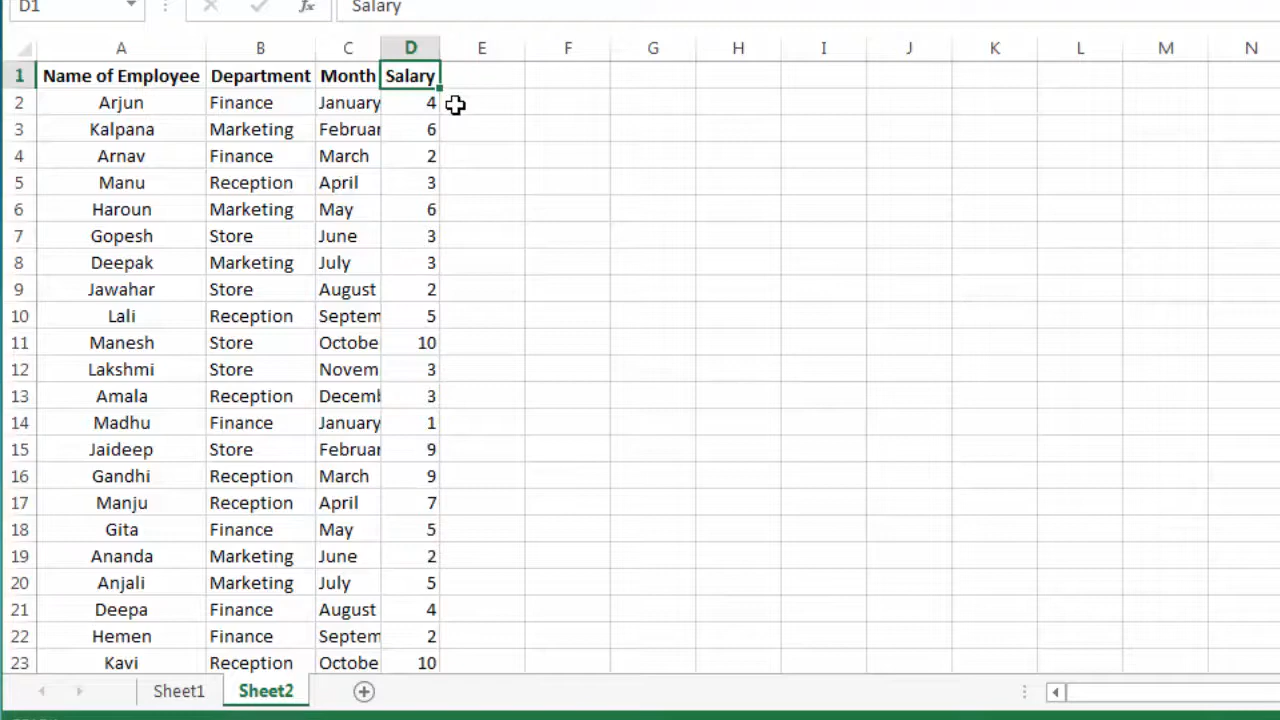 D1 fx Salary
A B C D E F G H I J K L M N
1 Name of Employee Department Month Salary
2 Arjun Finance January 4
3 Kalpana Marketing Februar 6
4 Arnav Finance March 2
5 Manu Reception April 3
6 Haroun Marketing May 6
7 Gopesh Store June 3
8 Deepak Marketing July 3
9 Jawahar Store August 2
10 Lali Reception Septem 5
11 Manesh Store Octobe 10
12 Lakshmi Store Novem 3
13 Amala Reception Decemb 3
14 Madhu Finance January 1
15 Jaideep Store Februar 9
16 Gandhi Reception March 9
17 Manju Reception April 7
18 Gita Finance May 5
19 Ananda Marketing June 2
20 Anjali Marketing July 5
21 Deepa Finance August 4
22 Hemen Finance Septem 2
23 Kavi Reception Octobe 10
Sheet1 Sheet2